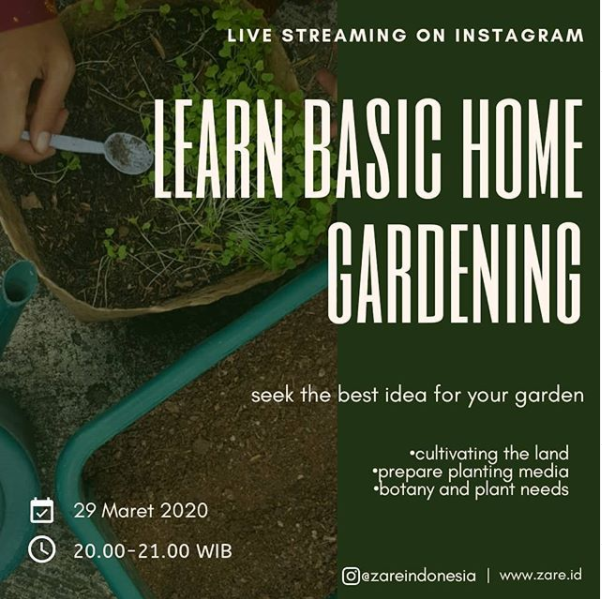 LIVE STREAMING ON INSTAGRAM
LEARN BASIC HOME
GARDENING
seek the best idea for your garden
•cultivating the land
•prepare planting media
•botany and plant needs
29 Maret 2020
20.00-21.00 WIB
@zareindonesia | www.zare.id